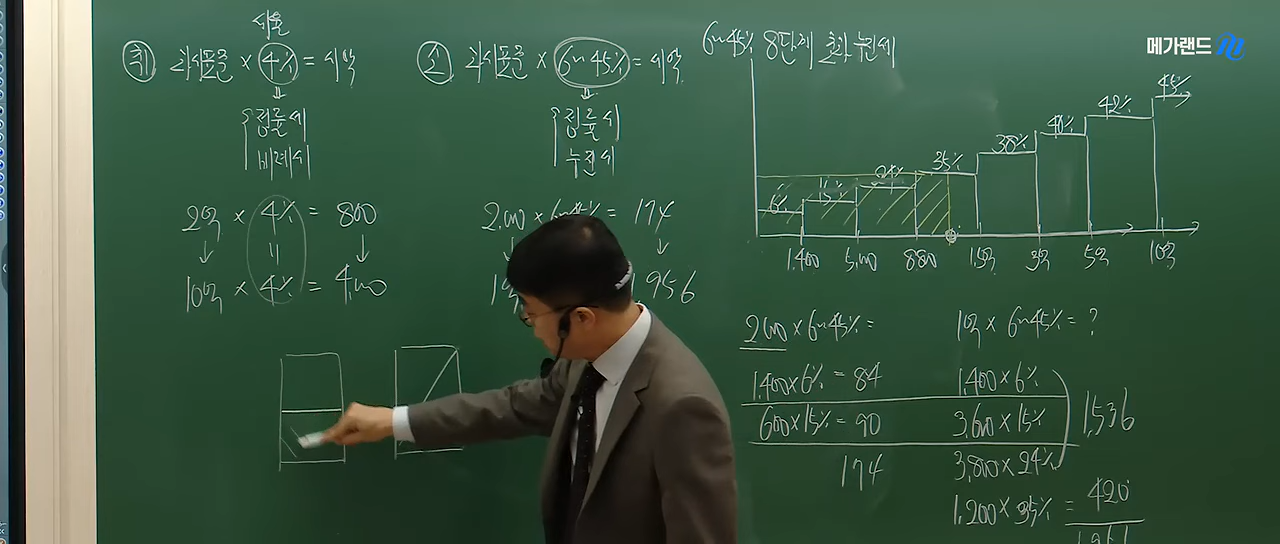 메가랜드
세율
취 과세표준 × 4% = 세액
정률세
비례세
2억 × 4% = 800
10억 × 4% = 4,000
소 과세표준 × 6~45% = 세액
정률세
누진세
2,000 × 6~45% = 174
956
6~45% 8단계 초과누진세
6% 15% 24% 35% 38% 40% 42% 45%
1,400 5,000 8,800 1.5억 3억 5억 10억
2,000 × 6~45% =
1,400 × 6% = 84
600 × 15% = 90
174
1억 × 6~45% = ?
1,400 × 6%
3,600 × 15%
3,800 × 24%
1,536
1,200 × 35% = 420